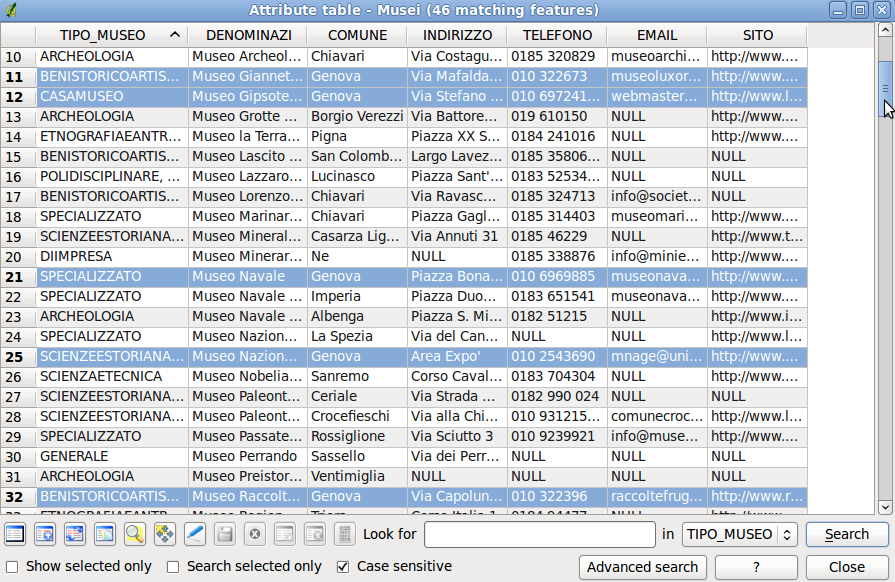 Attribute table - Musei (46 matching features)
TIPO_MUSEO DENOMINAZI COMUNE INDIRIZZO TELEFONO EMAIL SITO
10 ARCHEOLOGIA Museo Archeol... Chiavari Via Costagu... 0185 320829 museoarchi... http://www....
11 BENISTORICOARTIS... Museo Giannet... Genova Via Mafalda... 010 322673 museoluxor... http://www....
12 CASAMUSEO Museo Gipsote... Genova Via Stefano ... 010 697241... webmaster... http://www.l...
13 ARCHEOLOGIA Museo Grotte ... Borgio Verezzi Via Battore... 019 610150 NULL http://www....
14 ETNOGRAFIAEANTR... Museo la Terra... Pigna Piazza XX S... 0184 241016 NULL http://www....
15 BENISTORICOARTIS... Museo Lascito ... San Colomb... Largo Lavez... 0185 35806... NULL NULL
16 POLIDISCIPLINARE, ... Museo Lazzaro... Lucinasco Piazza Sant'... 0183 52534... NULL NULL
17 BENISTORICOARTIS... Museo Lorenzo... Chiavari Via Ravasc... 0185 324713 info@societ... NULL
18 SPECIALIZZATO Museo Marinar... Chiavari Piazza Gagl... 0185 314403 museomari... http://www....
19 SCIENZEESTORIANA... Museo Mineral... Casarza Lig... Via Annuti 31 0185 46229 NULL http://www.t...
20 DIIMPRESA Museo Minerar... Ne NULL 0185 338876 info@minie... http://www....
21 SPECIALIZZATO Museo Navale Genova Piazza Bona... 010 6969885 museonava... http://www....
22 SPECIALIZZATO Museo Navale ... Imperia Piazza Duo... 0183 651541 museonava... http://www....
23 ARCHEOLOGIA Museo Navale ... Albenga Piazza S. Mi... 0182 51215 NULL http://www.i...
24 SPECIALIZZATO Museo Nazion... La Spezia Via del Can... NULL NULL http://www.l...
25 SCIENZEESTORIANA... Museo Nazion... Genova Area Expo' 010 2543690 mnage@uni... http://www....
26 SCIENZAETECNICA Museo Nobelia... Sanremo Corso Caval... 0183 704304 NULL http://www....
27 SCIENZEESTORIANA... Museo Paleont... Ceriale Via Strada ... 0182 990 024 NULL NULL
28 SCIENZEESTORIANA... Museo Paleont... Crocefieschi Via alla Chi... 010 931215... comunecroc... http://www.l...
29 SPECIALIZZATO Museo Passate... Rossiglione Via Sciutto 3 010 9239921 info@muse... http://www....
30 GENERALE Museo Perrando Sassello Via dei Perr... NULL NULL NULL
31 ARCHEOLOGIA Museo Preistor... Ventimiglia NULL NULL NULL NULL
32 BENISTORICOARTIS... Museo Raccolt... Genova Via Capolun... 010 322396 raccoltefrug... http://www.r...
Look for in TIPO_MUSEO Search
Show selected only Search selected only Case sensitive Advanced search ? Close